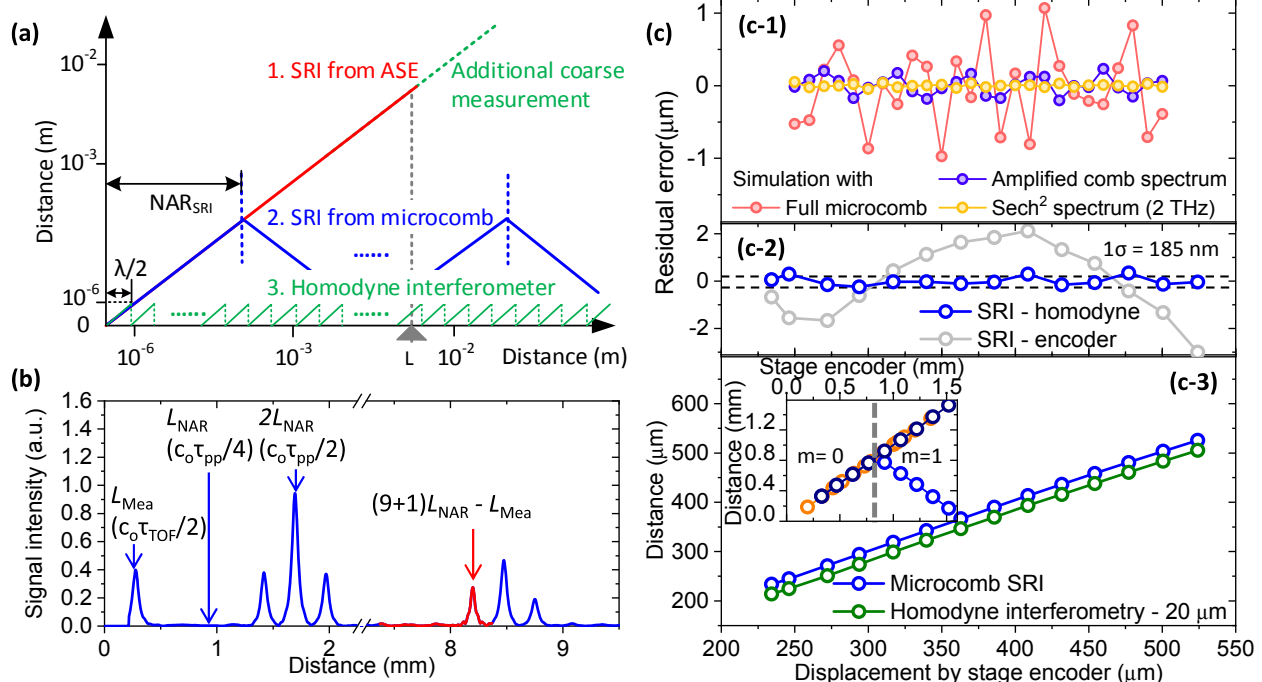 (a)
10⁻²
10⁻³
10⁻⁶
0
Distance (m)
1. SRI from ASE
Additional coarse
measurement
NAR_SRI
2. SRI from microcomb
λ/2
3. Homodyne interferometer
10⁻⁶
10⁻³
L
10⁻²
Distance (m)
(b)
1.6
1.4
1.2
1.0
0.8
0.6
0.4
0.2
0.0
Signal intensity (a.u.)
L_NAR
(c₀τ_pp/4)
2L_NAR
(c₀τ_pp/2)
L_Mea
(c₀τ_TOF/2)
(9+1)L_NAR - L_Mea
0 1 2 8 9
Distance (mm)
(c)
(c-1)
1
0
-1
Residual error(μm)
Simulation with
Amplified comb spectrum
Full microcomb
Sech² spectrum (2 THz)
(c-2)
1σ = 185 nm
2
0
-2
SRI - homodyne
SRI - encoder
(c-3)
Stage encoder (mm)
0.0 0.5 1.0 1.5
Distance (mm)
1.2
0.8
0.4
0.0
m= 0
m=1
600
500
400
300
200
Distance (μm)
Microcomb SRI
Homodyne interferometry - 20 μm
200 250 300 350 400 450 500 550
Displacement by stage encoder (μm)